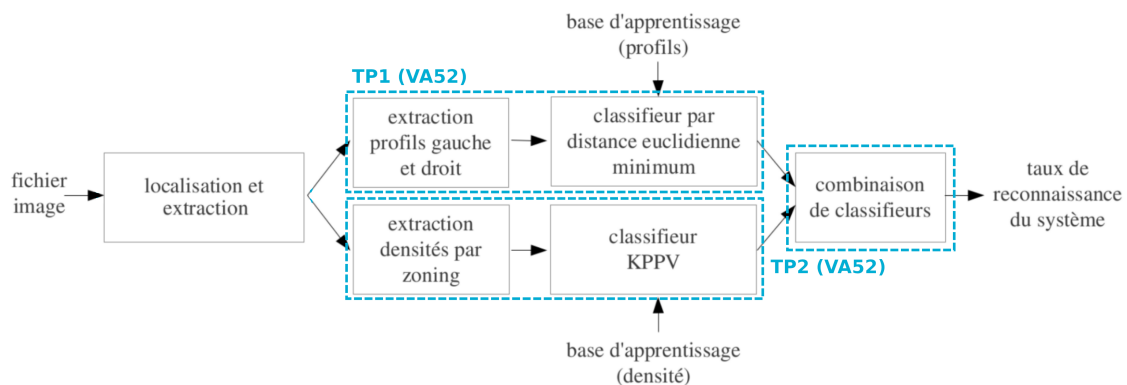 base d'apprentissage
(profils)
TP1 (VA52)
extraction
profils gauche
et droit
classifieur par
distance euclidienne
minimum
fichier
image
localisation et
extraction
combinaison
de classifieurs
taux de
reconnaissance
du système
extraction
densités par
zoning
classifieur
KPPV
TP2 (VA52)
base d'apprentissage
(densité)